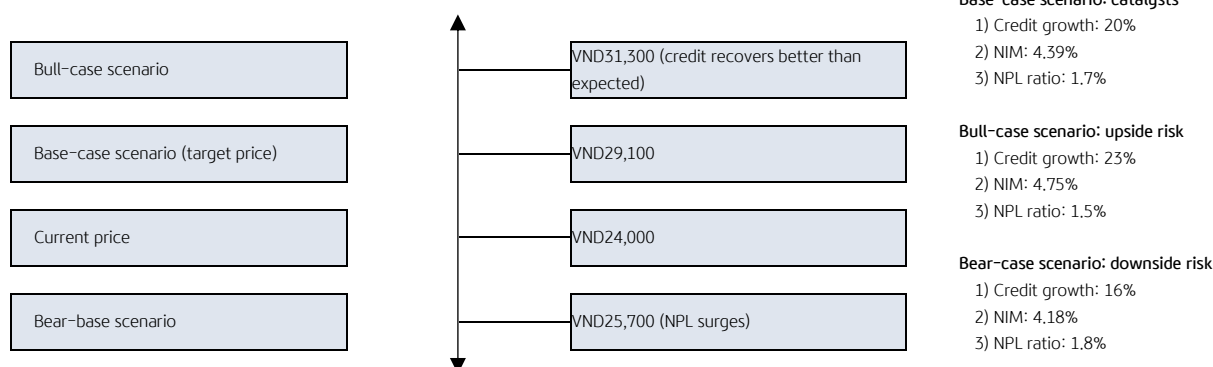 Bull-case scenario
VND31,300 (credit recovers better than
expected)
Base-case scenario (target price)
VND29,100
Current price
VND24,000
Bear-base scenario
VND25,700 (NPL surges)
Base-case scenario: catalysts
1) Credit growth: 20%
2) NIM: 4.39%
3) NPL ratio: 1.7%
Bull-case scenario: upside risk
1) Credit growth: 23%
2) NIM: 4.75%
3) NPL ratio: 1.5%
Bear-case scenario: downside risk
1) Credit growth: 16%
2) NIM: 4.18%
3) NPL ratio: 1.8%